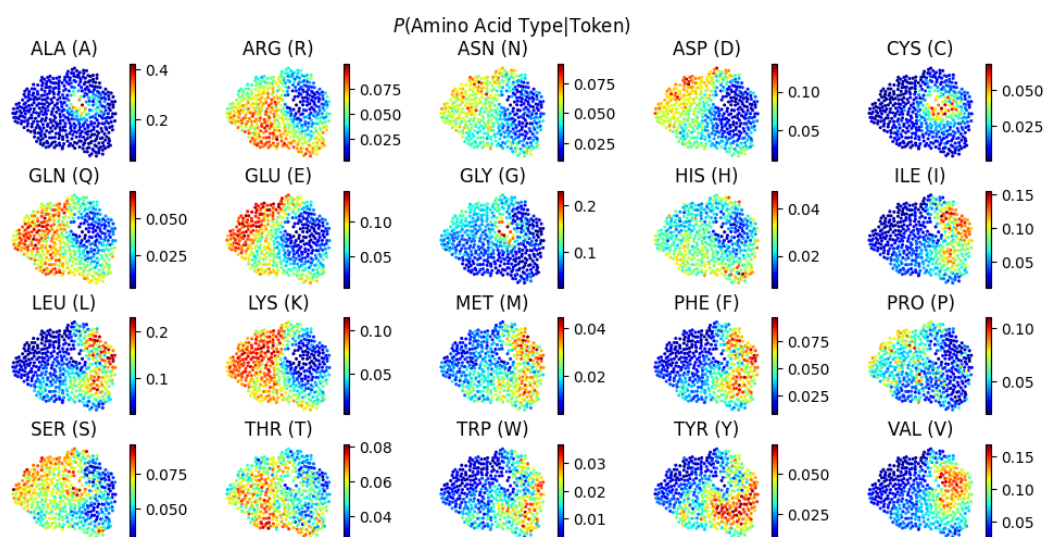 P(Amino Acid Type|Token)
ALA (A) ARG (R) ASN (N) ASP (D) CYS (C)
0.4 0.2
0.075 0.050 0.025
0.075 0.050 0.025
0.10 0.05
0.050 0.025
GLN (Q) GLU (E) GLY (G) HIS (H) ILE (I)
0.050 0.025
0.10 0.05
0.2 0.1
0.04 0.02
0.15 0.10 0.05
LEU (L) LYS (K) MET (M) PHE (F) PRO (P)
0.2 0.1
0.10 0.05
0.04 0.02
0.075 0.050 0.025
0.10 0.05
SER (S) THR (T) TRP (W) TYR (Y) VAL (V)
0.075 0.050
0.08 0.06 0.04
0.03 0.02 0.01
0.050 0.025
0.15 0.10 0.05